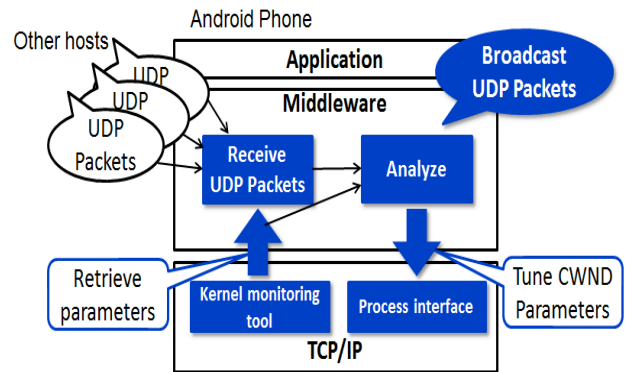 Android Phone
Other hosts
Application
Broadcast
UDP Packets
UDP
UDP
UDP
Packets
Middleware
Receive
UDP Packets
Analyze
Retrieve
parameters
Kernel monitoring
tool
Process interface
Tune CWND
Parameters
TCP/IP